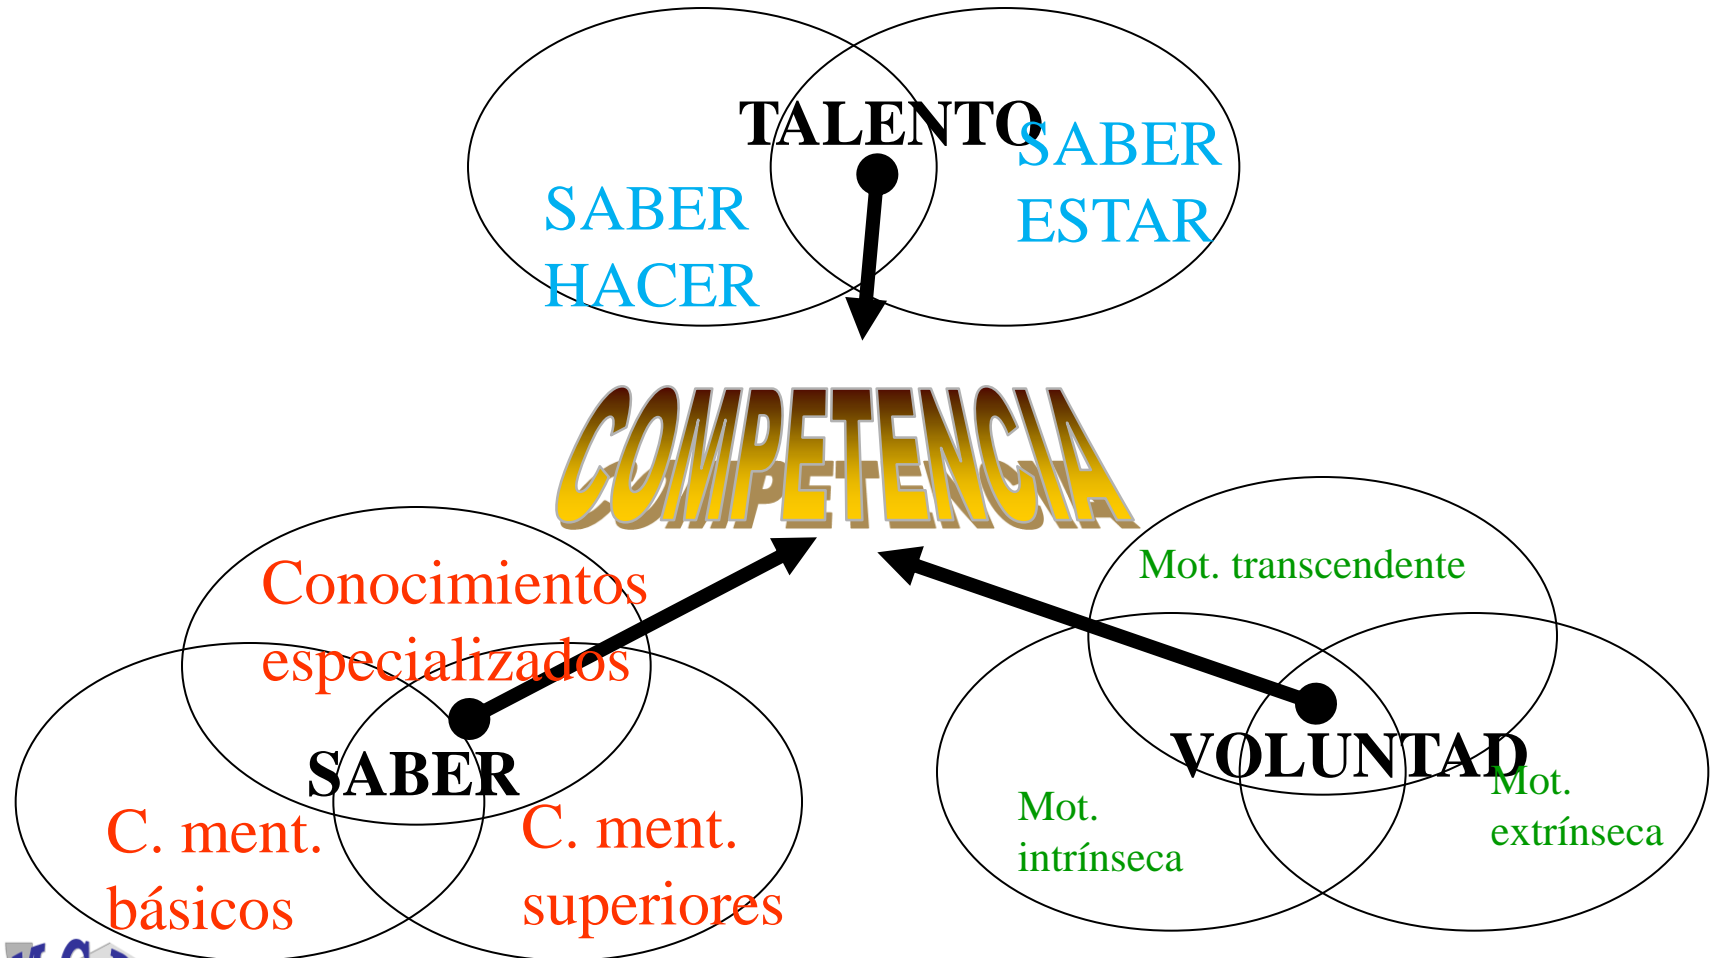 TALENTO
SABER
ESTAR
SABER
HACER
COMPETENCIA
Conocimientos
especializados
SABER
C. ment.
básicos
C. ment.
superiores
Mot. transcendente
VOLUNTAD
Mot.
intrínseca
Mot.
extrínseca